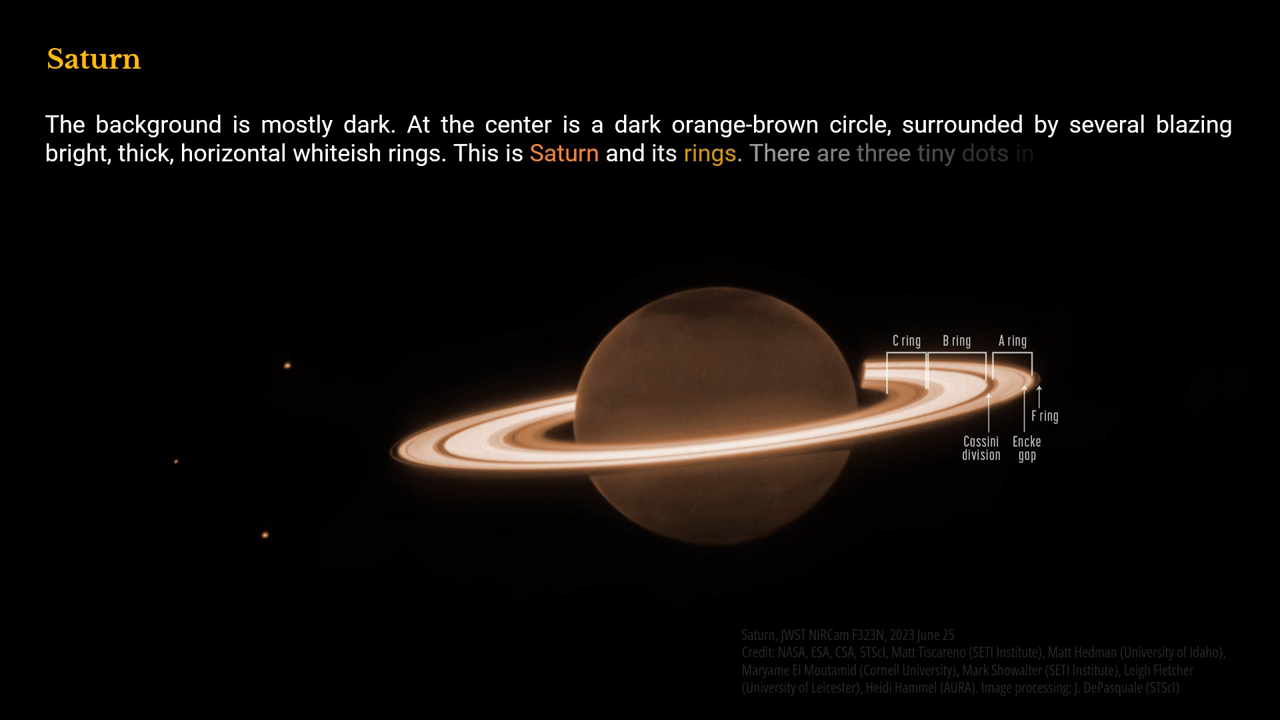 Saturn
The background is mostly dark. At the center is a dark orange-brown circle, surrounded by several blazing
bright, thick, horizontal whiteish rings. This is Saturn and its rings. There are three tiny dots in
C ring
B ring
A ring
F ring
Cassini
division
Encke
gap
Saturn, JWST NIRCam F323N, 2023 June 25
Credit: NASA, ESA, CSA, STScI, Matt Tiscareno (SETI Institute), Matt Hedman (University of Idaho),
Maryame El Moutamid (Cornell University), Mark Showalter (SETI Institute), Leigh Fletcher
(University of Leicester), Heidi Hammel (AURA). Image processing: J. DePasquale (STScI)